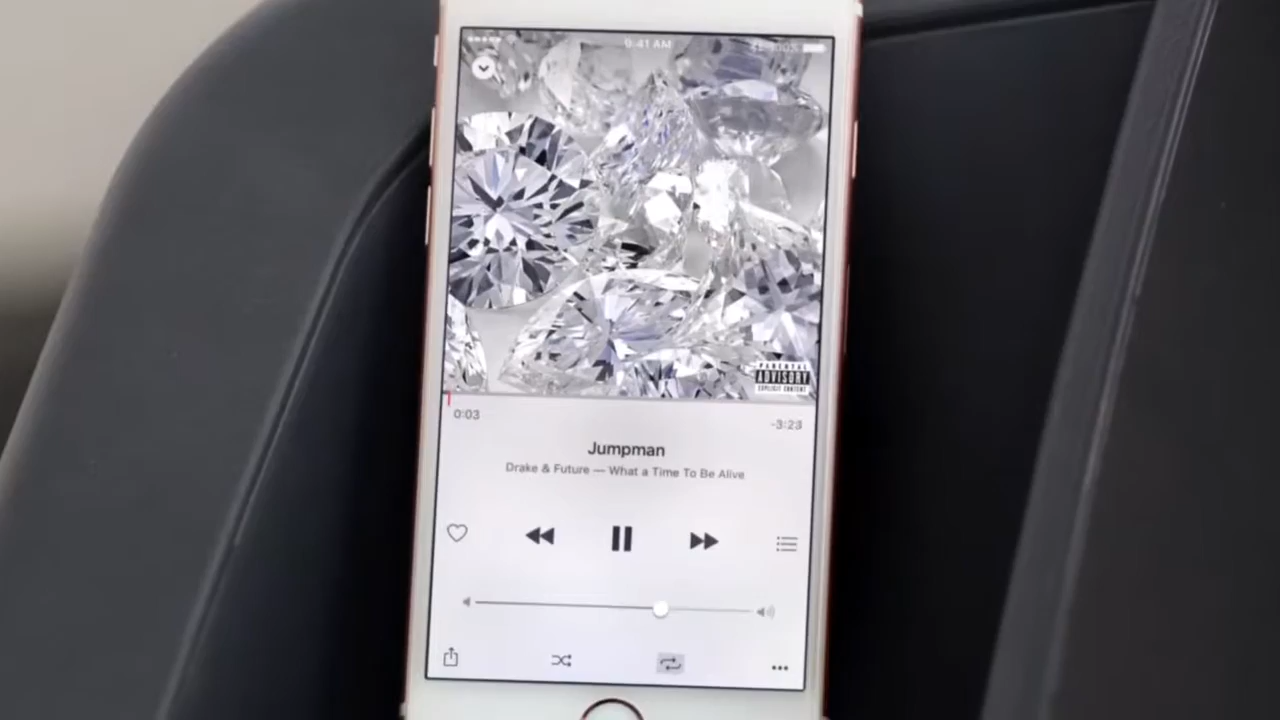 9:41 AM
100%
PARENTAL
ADVISORY
EXPLICIT CONTENT
0:03
-3:23
Jumpman
Drake & Future — What a Time To Be Alive